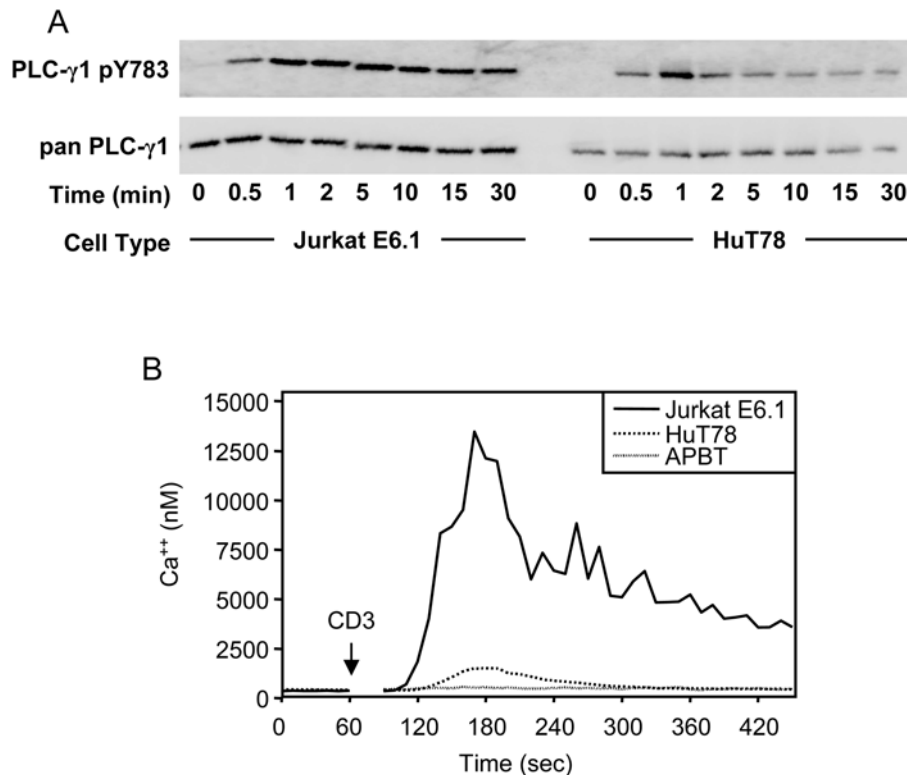 A
PLC-γ1 pY783
pan PLC-γ1
Time (min) 0 0.5 1 2 5 10 15 30 0 0.5 1 2 5 10 15 30
Cell Type Jurkat E6.1 HuT78
B
15000
12500
10000
7500
5000
2500
0
Ca++ (nM)
CD3
Jurkat E6.1
HuT78
APBT
0 60 120 180 240 300 360 420
Time (sec)